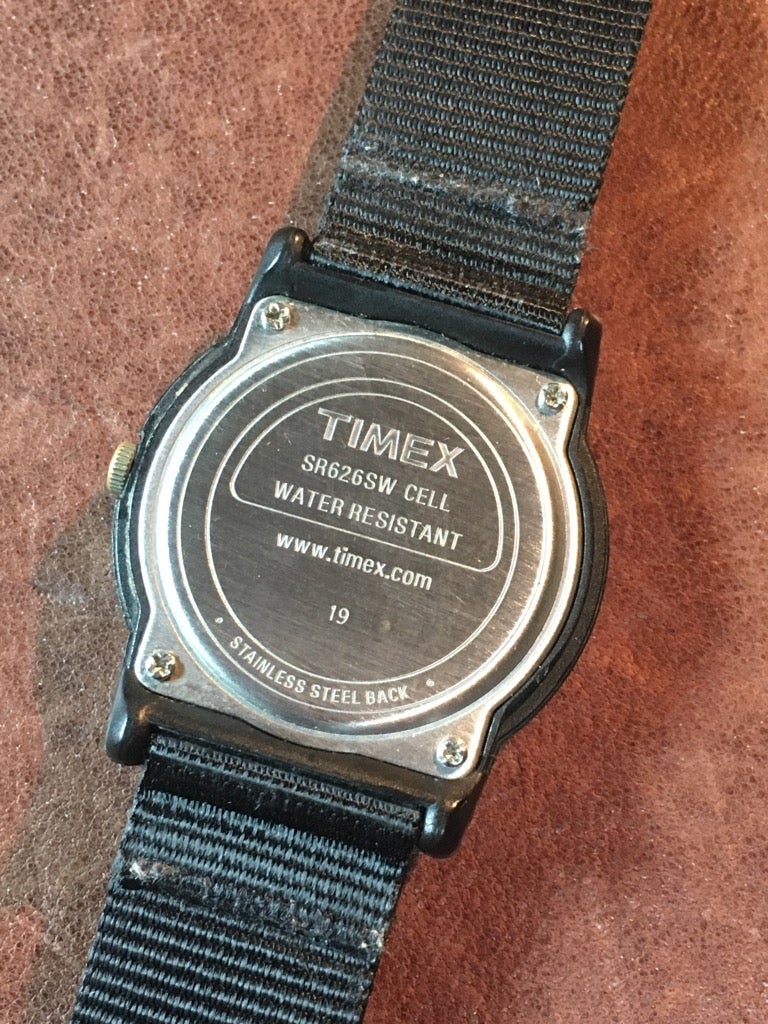 TIMEX
SR626SW CELL
WATER RESISTANT
www.timex.com
19
STAINLESS STEEL BACK